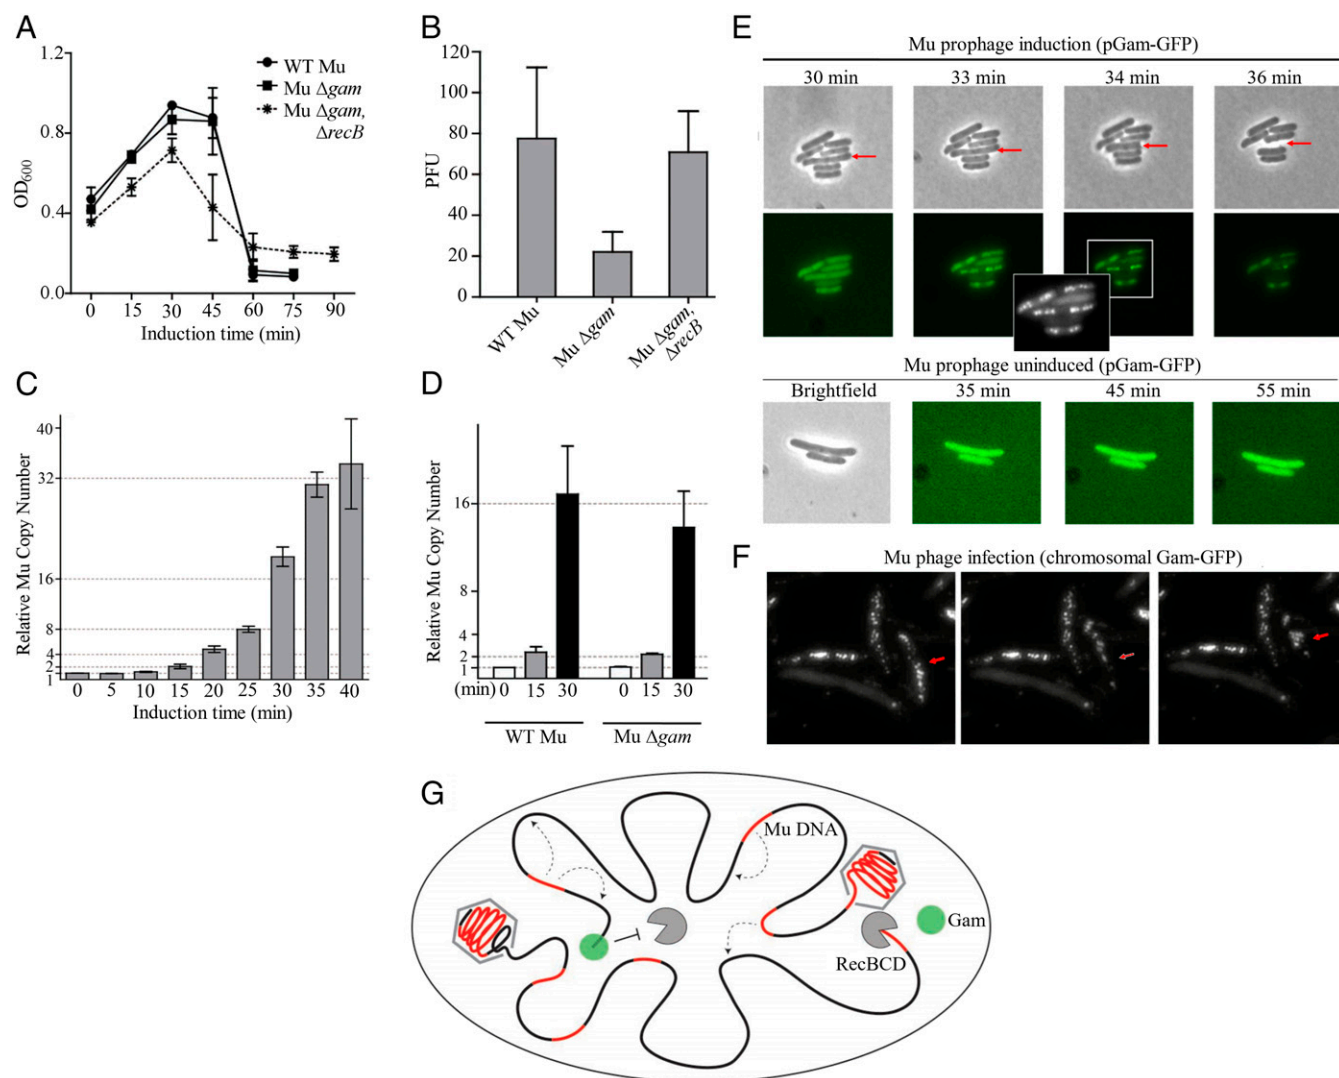 A
1.2
0.8
0.4
0.0
OD600
WT Mu
Mu Δgam
Mu Δgam,
ΔrecB
0 15 30 45 60 75 90
Induction time (min)
B
120
100
80
60
40
20
0
PFU
WT Mu
Mu Δgam
Mu Δgam,
ΔrecB
C
40
32
16
8
4
2
1
Relative Mu Copy Number
0 5 10 15 20 25 30 35 40
Induction time (min)
D
16
8
4
2
1
Relative Mu Copy Number
(min) 0 15 30 0 15 30
WT Mu Mu Δgam
E
Mu prophage induction (pGam-GFP)
30 min 33 min 34 min 36 min
Mu prophage uninduced (pGam-GFP)
Brightfield 35 min 45 min 55 min
F
Mu phage infection (chromosomal Gam-GFP)
G
Mu DNA
Gam
RecBCD